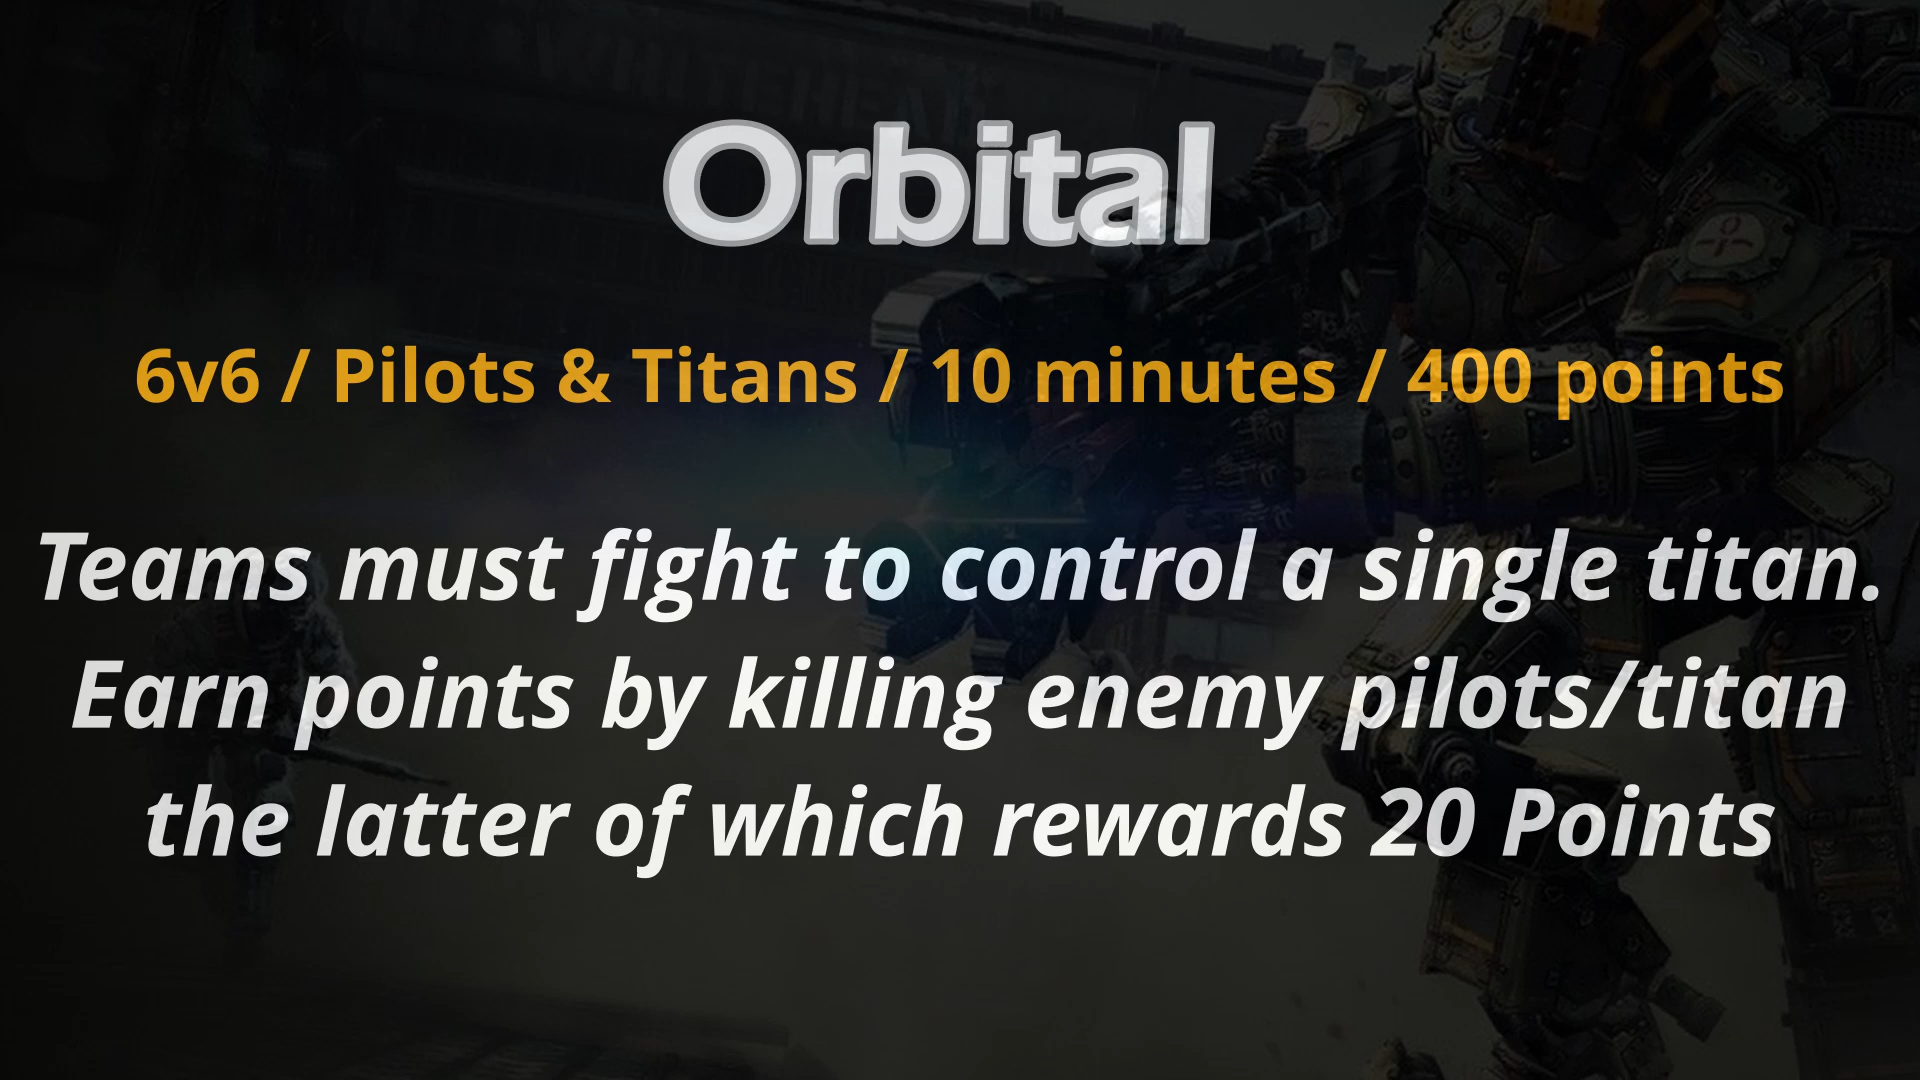 Orbital
6v6 / Pilots & Titans / 10 minutes / 400 points
Teams must fight to control a single titan.
Earn points by killing enemy pilots/titan
the latter of which rewards 20 Points